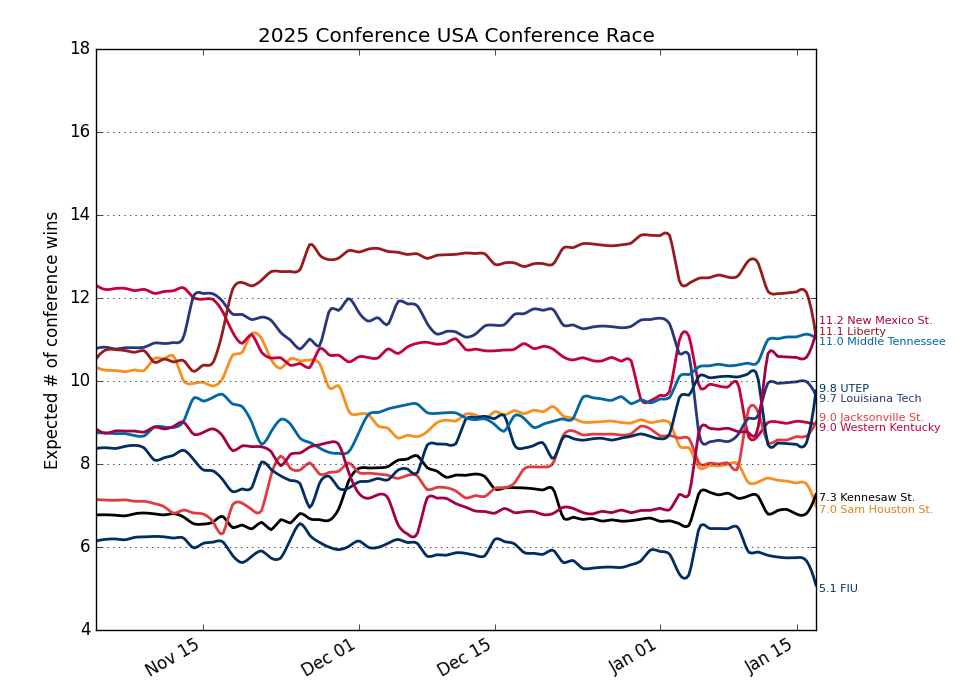 2025 Conference USA Conference Race
Expected # of conference wins
18
16
14
12
10
8
6
4
11.2 New Mexico St.
11.1 Liberty
11.0 Middle Tennessee
9.8 UTEP
9.7 Louisiana Tech
9.0 Jacksonville St.
9.0 Western Kentucky
7.3 Kennesaw St.
7.0 Sam Houston St.
5.1 FIU
Nov 15
Dec 01
Dec 15
Jan 01
Jan 15